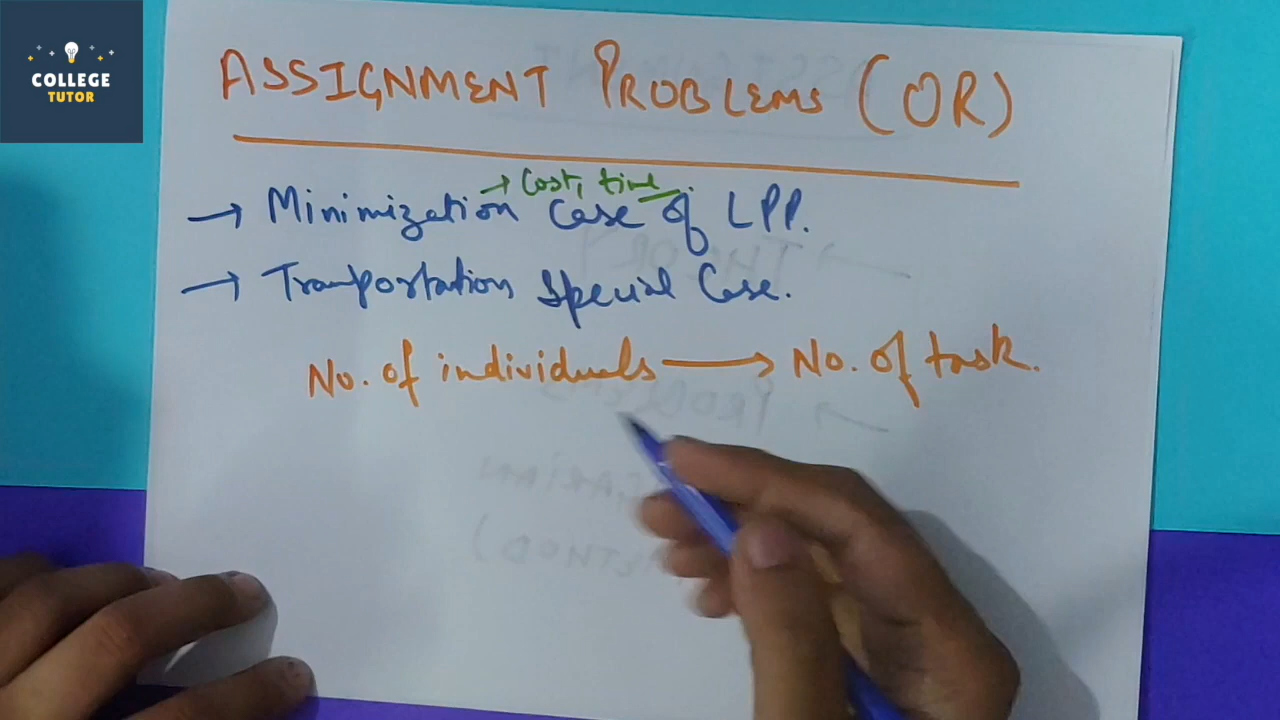 COLLEGE
TUTOR
ASSIGNMENT PROBLEMS (OR)
→ Cost, time
→ Minimization Case of LPP.
→ Tranportation Special Case.
No. of individuals → No. of task.